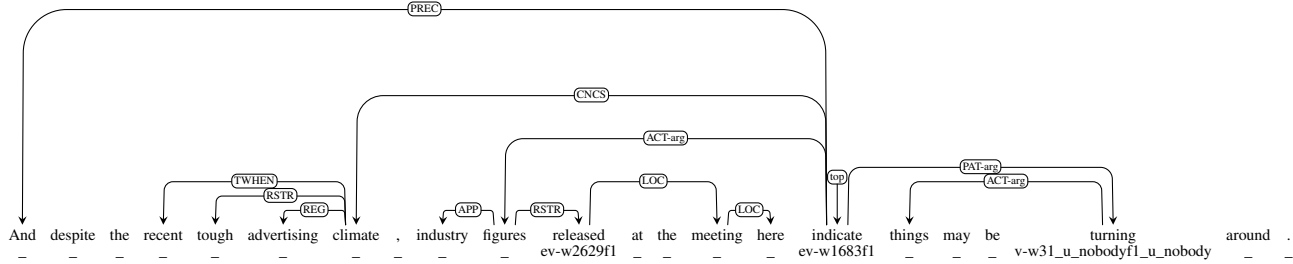 PREC
CNCS
ACT-arg
PAT-arg
TWHEN LOC top ACT-arg
RSTR
REG APP RSTR LOC
And despite the recent tough advertising climate , industry figures released at the meeting here indicate things may be turning around .
_ _ _ _ _ _ _ _ _ _ ev-w2629f1 _ _ _ _ ev-w1683f1 _ _ _ v-w31_u_nobodyf1_u_nobody _ _